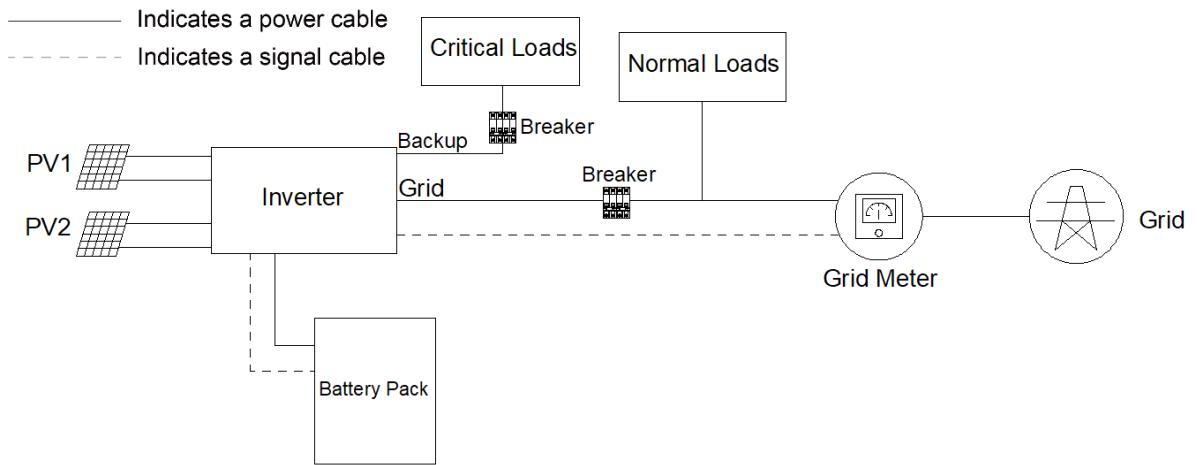 Indicates a power cable
Indicates a signal cable
Critical Loads
Normal Loads
Breaker
Backup
PV1
Breaker
Inverter
Grid
PV2
Grid
Grid Meter
Battery Pack